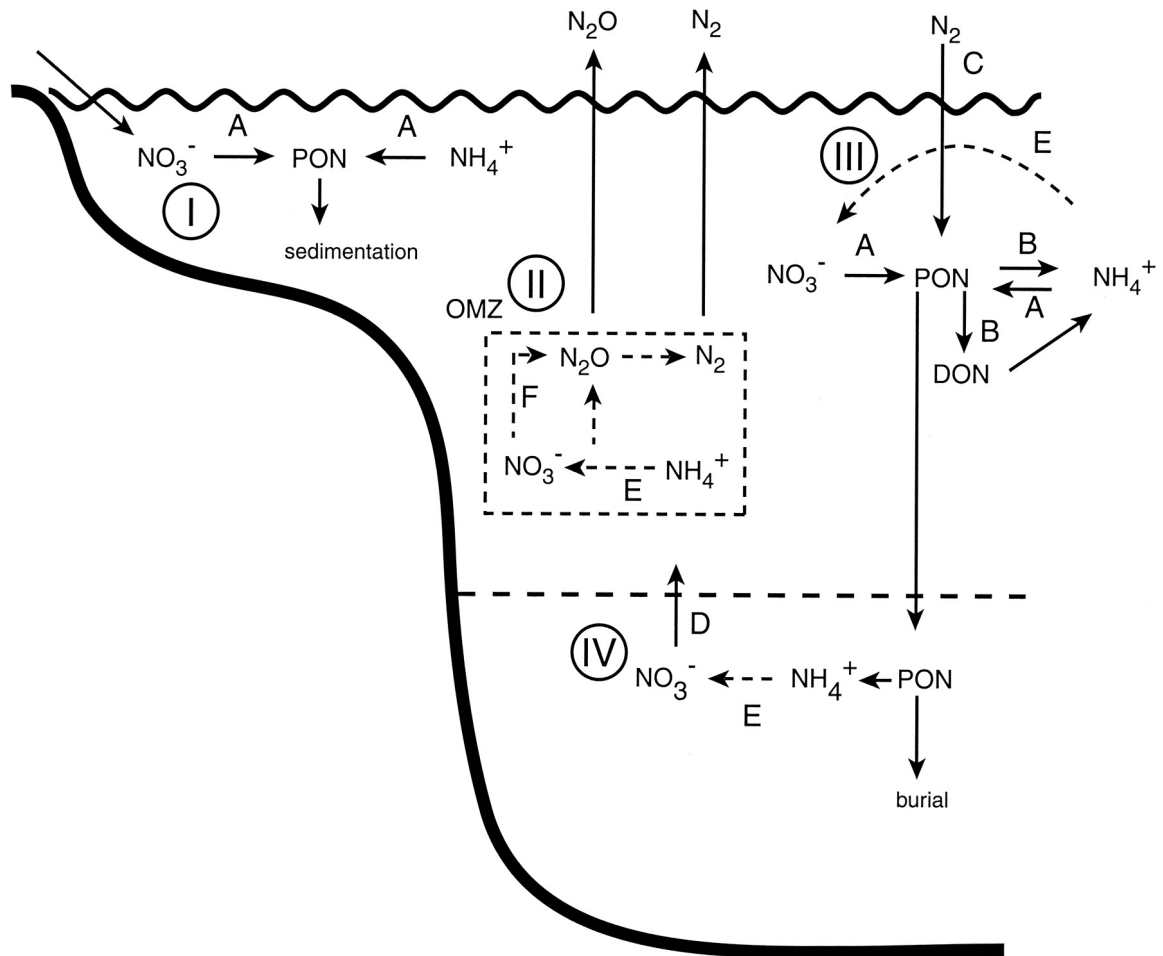 N₂O
N₂
N₂
C
A
A
E
NO₃⁻
PON
NH₄⁺
III
I
sedimentation
A
B
NO₃⁻
PON
NH₄⁺
II
A
OMZ
B
N₂O
N₂
DON
F
NO₃⁻
NH₄⁺
E
D
IV
NO₃⁻
NH₄⁺
PON
E
burial